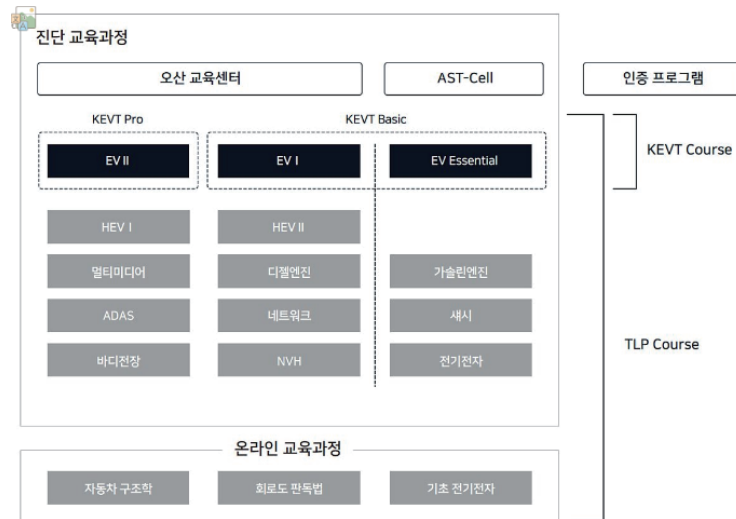 진단 교육과정
오산 교육센터
AST-Cell
인증 프로그램
KEVT Pro
KEVT Basic
EV II
EV I
EV Essential
KEVT Course
HEV I
HEV II
멀티미디어
디젤엔진
가솔린엔진
ADAS
네트워크
섀시
TLP Course
바디전장
NVH
전기전자
온라인 교육과정
자동차 구조학
회로도 판독법
기초 전기전자